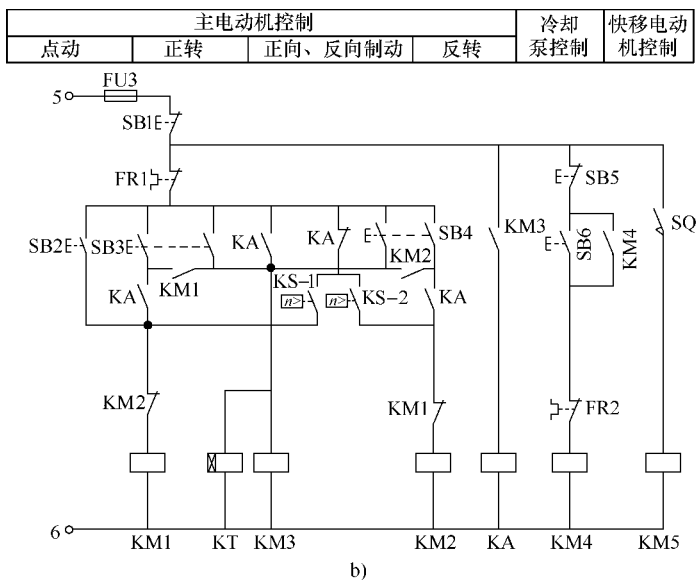 主电动机控制
冷却
泵控制
快移电动
机控制
点动
正转
正向、反向制动
反转
5
FU3
SB1
FR1
SB5
SB2
SB3
KA
KA
SB4
KM3
SB6
KM4
SQ
KM2
KM1
KA
KS-1
n>
n>
KS-2
KA
KM2
KM1
FR2
6
KM1
KT
KM3
KM2
KA
KM4
KM5
b)